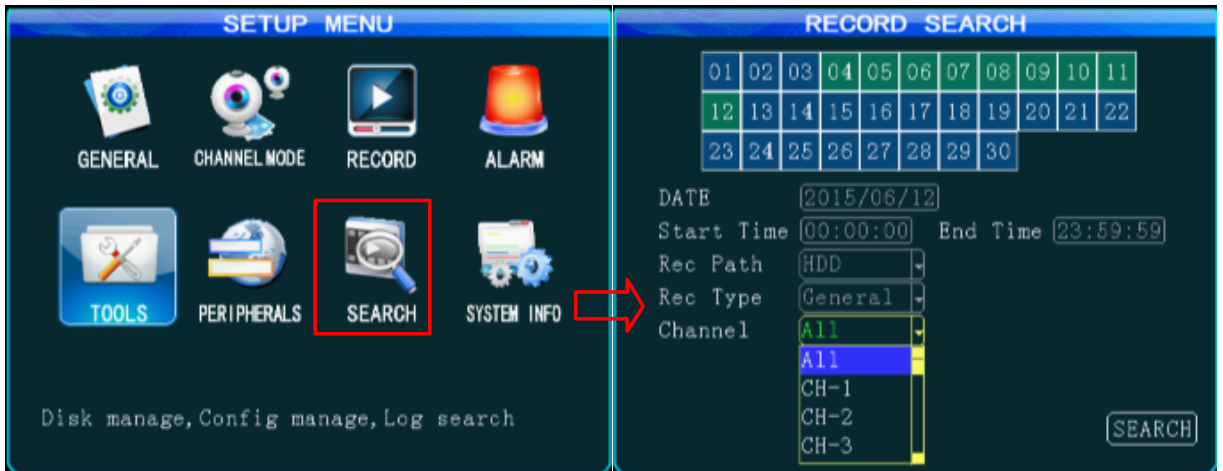 SETUP MENU
GENERAL CHANNEL MODE RECORD ALARM
TOOLS PERIPHERALS SEARCH SYSTEM INFO
Disk manage,Config manage,Log search
RECORD SEARCH
01 02 03 04 05 06 07 08 09 10 11
12 13 14 15 16 17 18 19 20 21 22
23 24 25 26 27 28 29 30
DATE 2015/06/12
Start Time 00:00:00 End Time 23:59:59
Rec Path HDD
Rec Type General
Channel All
All
CH-1
CH-2
CH-3
SEARCH